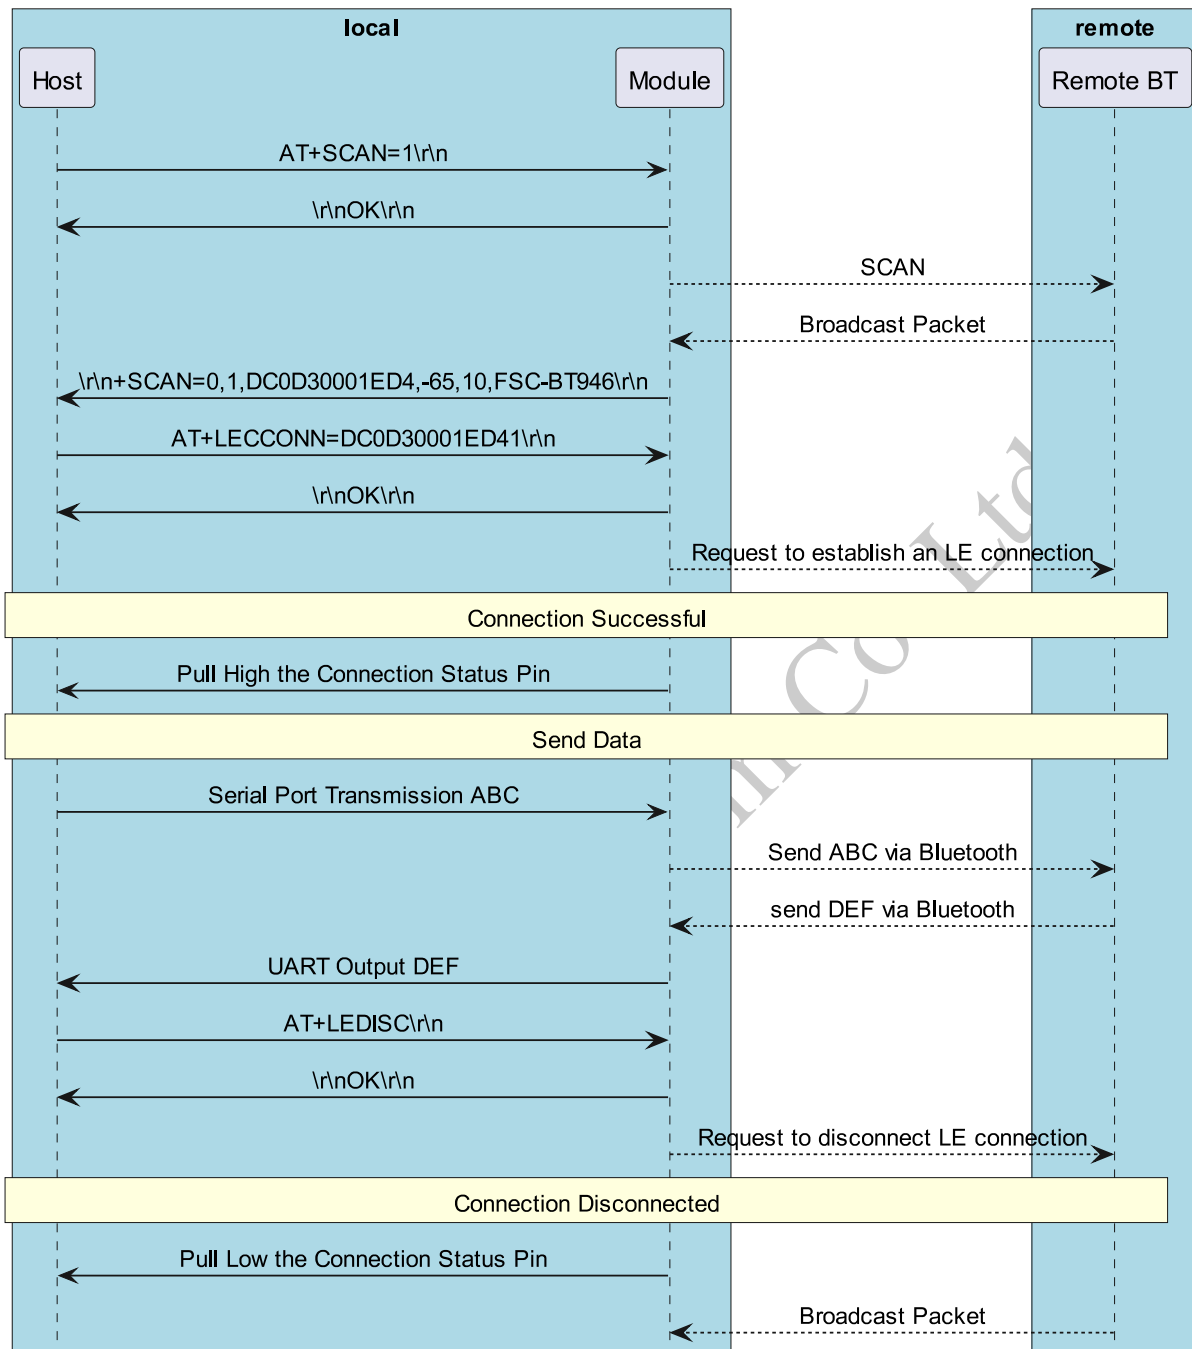 local
remote
Host
Module
Remote BT
AT+SCAN=1\r\n
\r\nOK\r\n
SCAN
Broadcast Packet
\r\n+SCAN=0,1,DC0D30001ED4,-65,10,FSC-BT946\r\n
AT+LECCONN=DC0D30001ED41\r\n
\r\nOK\r\n
Request to establish an LE connection
Connection Successful
Pull High the Connection Status Pin
Send Data
Serial Port Transmission ABC
Send ABC via Bluetooth
send DEF via Bluetooth
UART Output DEF
AT+LEDISC\r\n
\r\nOK\r\n
Request to disconnect LE connection
Connection Disconnected
Pull Low the Connection Status Pin
Broadcast Packet
Co
Ltd